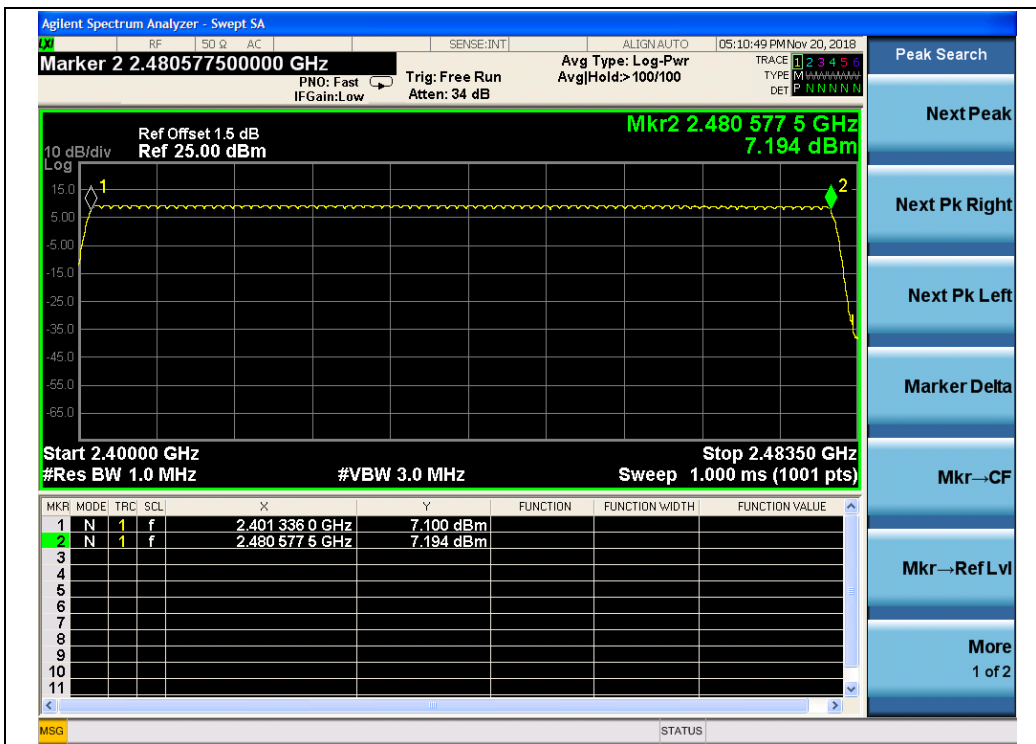 Agilent Spectrum Analyzer - Swept SA
LXI RF 50 Ω AC SENSE:INT ALIGN AUTO 05:10:49 PM Nov 20, 2018
Marker 2 2.480577500000 GHz
PNO: Fast
IFGain:Low
Trig: Free Run
Atten: 34 dB
Avg Type: Log-Pwr
Avg|Hold:>100/100
TRACE 1 2 3 4 5 6
TYPE M
DET P N N N N N
Ref Offset 1.5 dB
10 dB/div Ref 25.00 dBm
Log
Mkr2 2.480 577 5 GHz
7.194 dBm
1
2
15.0
5.00
-5.00
-15.0
-25.0
-35.0
-45.0
-55.0
-65.0
Start 2.40000 GHz Stop 2.48350 GHz
#Res BW 1.0 MHz #VBW 3.0 MHz Sweep 1.000 ms (1001 pts)
MKR MODE TRC SCL X Y FUNCTION FUNCTION WIDTH FUNCTION VALUE
1 N 1 f 2.401 336 0 GHz 7.100 dBm
2 N 1 f 2.480 577 5 GHz 7.194 dBm
3
4
5
6
7
8
9
10
11
MSG STATUS
Peak Search
Next Peak
Next Pk Right
Next Pk Left
Marker Delta
Mkr→CF
Mkr→Ref Lvl
More
1 of 2